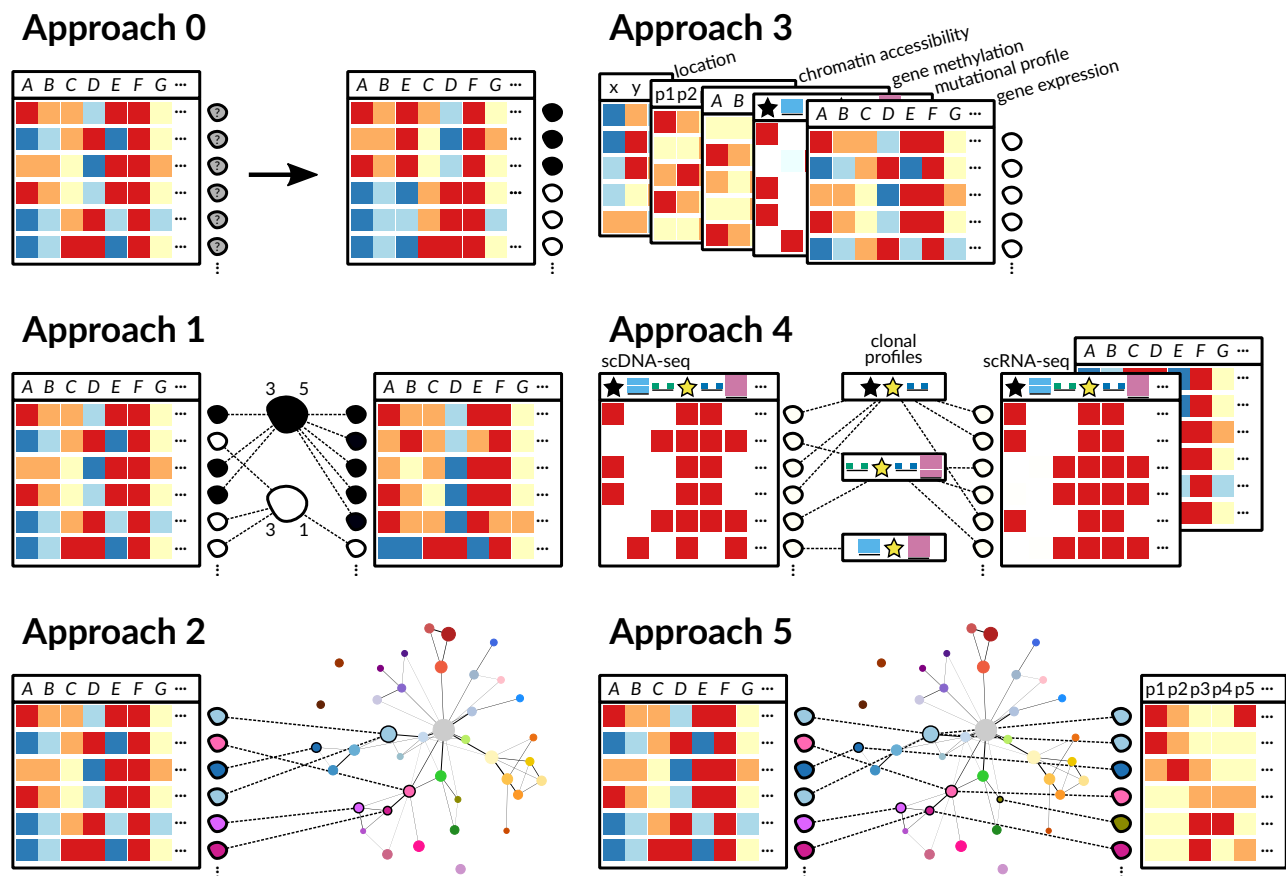 Approach 0
A B C D E F G ...
? ? ? ? ? ?
A B E C D F G ...
Approach 3
location
chromatin accessibility
gene methylation
mutational profile
gene expression
x y
p1 p2
A B
A B C D E F G ...
Approach 1
A B C D E F G ...
3 5
3 1
A B C D E F G ...
Approach 4
scDNA-seq
clonal
profiles
scRNA-seq
A B C D E F G ...
Approach 2
A B C D E F G ...
Approach 5
A B C D E F G ...
p1 p2 p3 p4 p5 ...